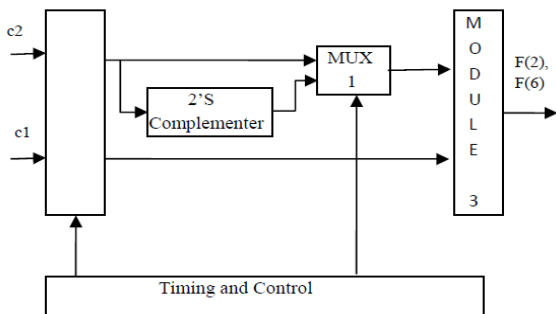 c2
c1
2'S
Complementer
MUX
1
M
O
D
U
L
E
3
F(2),
F(6)
Timing and Control